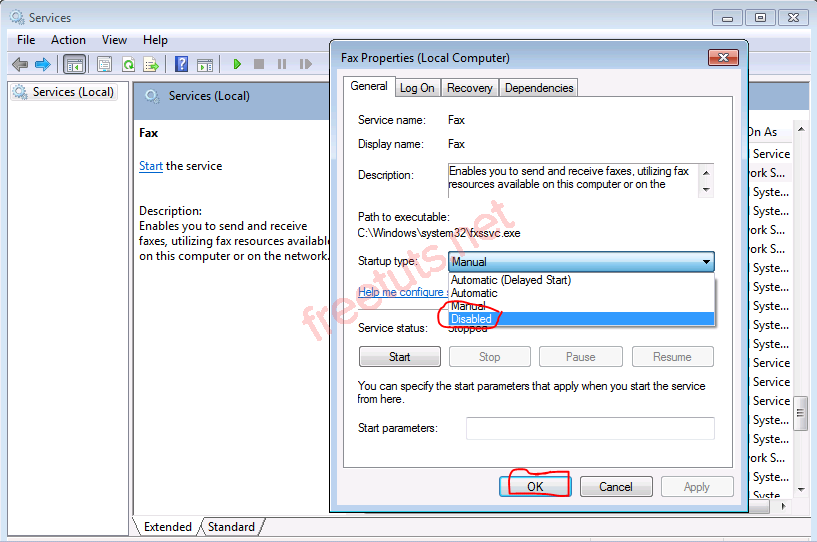 Services
File Action View Help
Services (Local)
Services (Local)
Fax
Start the service
Description:
Enables you to send and receive
faxes, utilizing fax resources available
on this computer or on the network.
Extended Standard
Fax Properties (Local Computer)
General Log On Recovery Dependencies
Service name: Fax
Display name: Fax
Description: Enables you to send and receive faxes, utilizing fax
resources available on this computer or on the
Path to executable:
C:\Windows\system32\fxssvc.exe
Startup type: Manual
Automatic (Delayed Start)
Automatic
Manual
Disabled
Help me configure
Service status: Stopped
Start Stop Pause Resume
You can specify the start parameters that apply when you start the service
from here.
Start parameters:
OK Cancel Apply
On As
Service
work S...
Syste...
Syste...
Service
work S...
Syste...
Syste...
Syste...
Syste...
Syste...
Service
Syste...
Service
Syste...
Syste...
work S...
Syste...
Syste...
freetuts.net